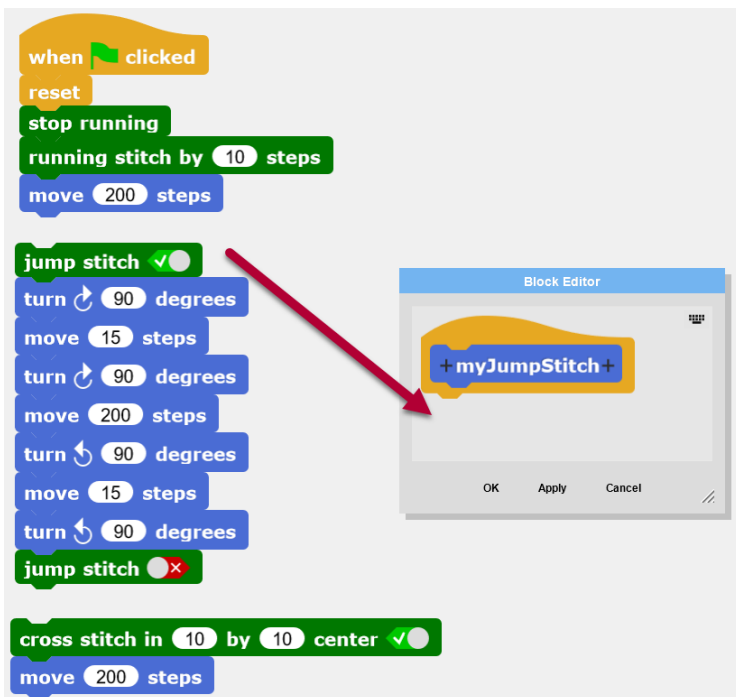 when clicked
reset
stop running
running stitch by 10 steps
move 200 steps
jump stitch
turn 90 degrees
move 15 steps
turn 90 degrees
move 200 steps
turn 90 degrees
move 15 steps
turn 90 degrees
jump stitch
cross stitch in 10 by 10 center
move 200 steps
Block Editor
+myJumpStitch+
OK Apply Cancel